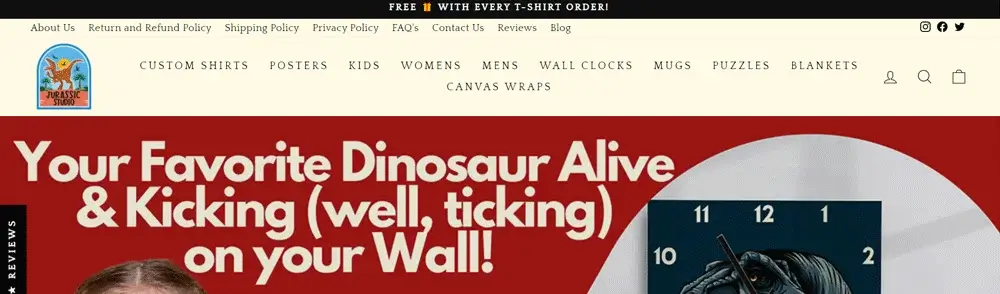 FREE 🎁 WITH EVERY T-SHIRT ORDER!
About Us Return and Refund Policy Shipping Policy Privacy Policy FAQ's Contact Us Reviews Blog
JURASSIC
STUDIO
CUSTOM SHIRTS POSTERS KIDS WOMENS MENS WALL CLOCKS MUGS PUZZLES BLANKETS
CANVAS WRAPS
Your Favorite Dinosaur Alive
& Kicking (well, ticking)
on your Wall!
11 12 1
10 2
★ REVIEWS